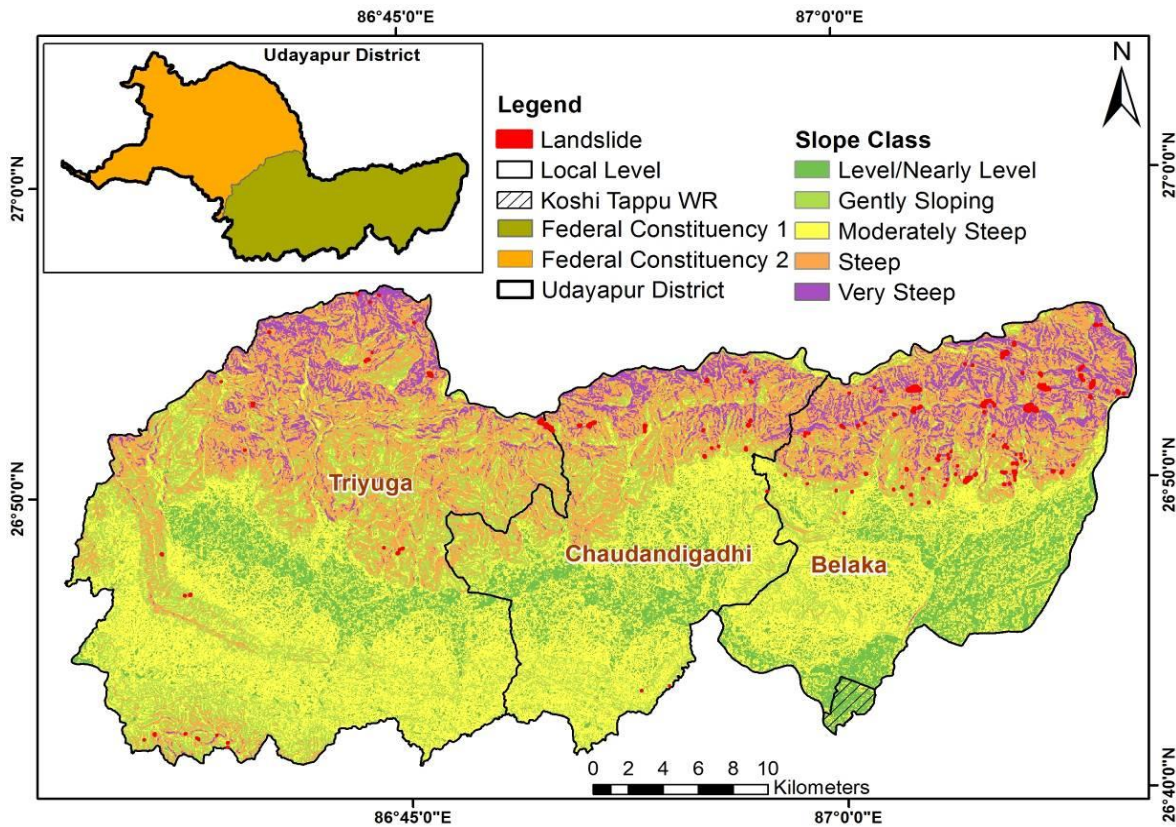 86°45'0"E
87°0'0"E
Udayapur District
N
Legend
Landslide
Local Level
Koshi Tappu WR
Federal Constituency 1
Federal Constituency 2
Udayapur District
Slope Class
Level/Nearly Level
Gently Sloping
Moderately Steep
Steep
Very Steep
27°0'0"N
27°0'0"N
26°50'0"N
26°50'0"N
Triyuga
Chaudandigadhi
Belaka
0 2 4 6 8 10
Kilometers
26°40'0"N
86°45'0"E
87°0'0"E